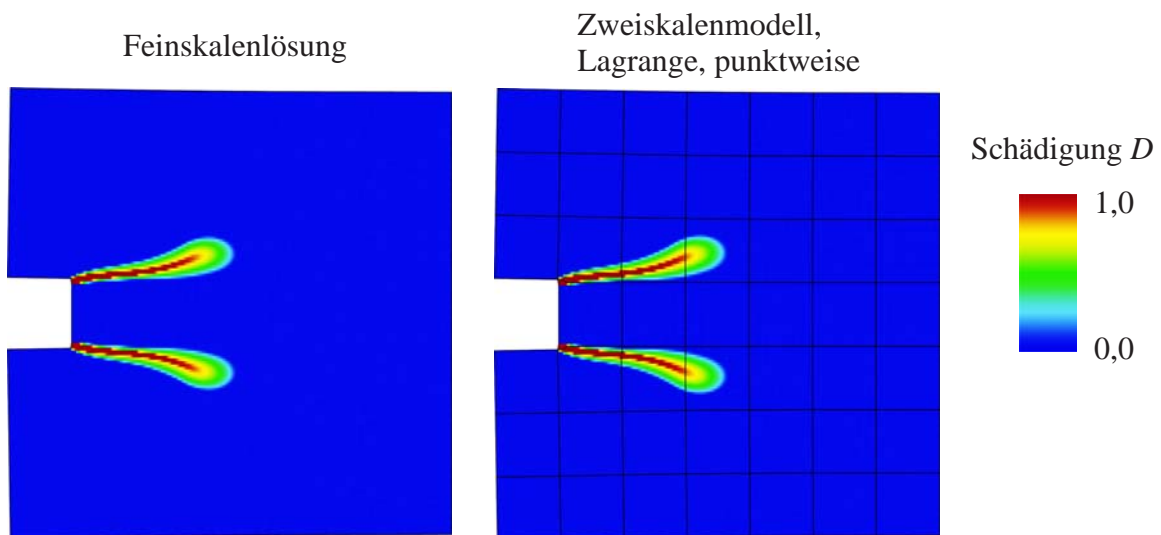 Feinskalenlösung
Zweiskalenmodell,
Lagrange, punktweise
Schädigung D
1,0
0,0